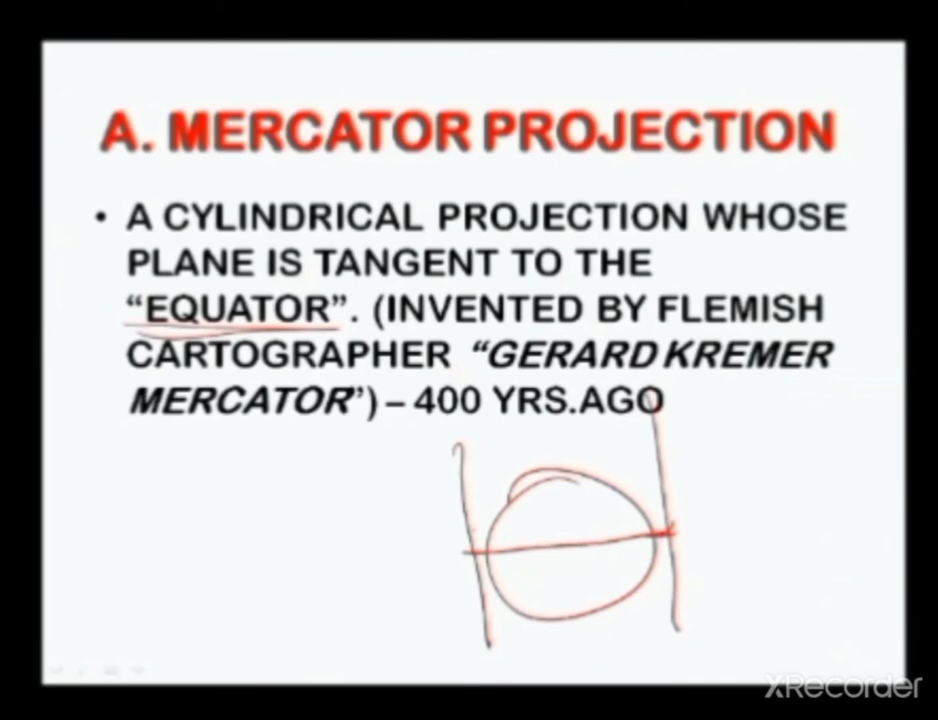 A. MERCATOR PROJECTION
• A CYLINDRICAL PROJECTION WHOSE
PLANE IS TANGENT TO THE
“EQUATOR”. (INVENTED BY FLEMISH
CARTOGRAPHER “GERARD KREMER
MERCATOR”) – 400 YRS.AGO
XRecorder